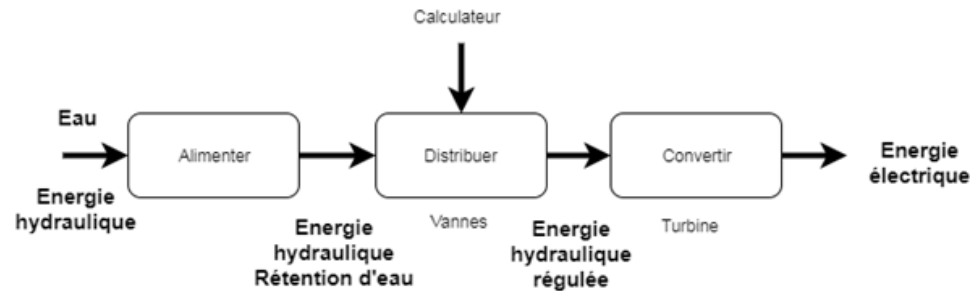 Calculateur
Eau
Alimenter
Distribuer
Convertir
Energie
électrique
Energie
hydraulique
Energie
hydraulique
Rétention d'eau
Vannes
Energie
hydraulique
régulée
Turbine